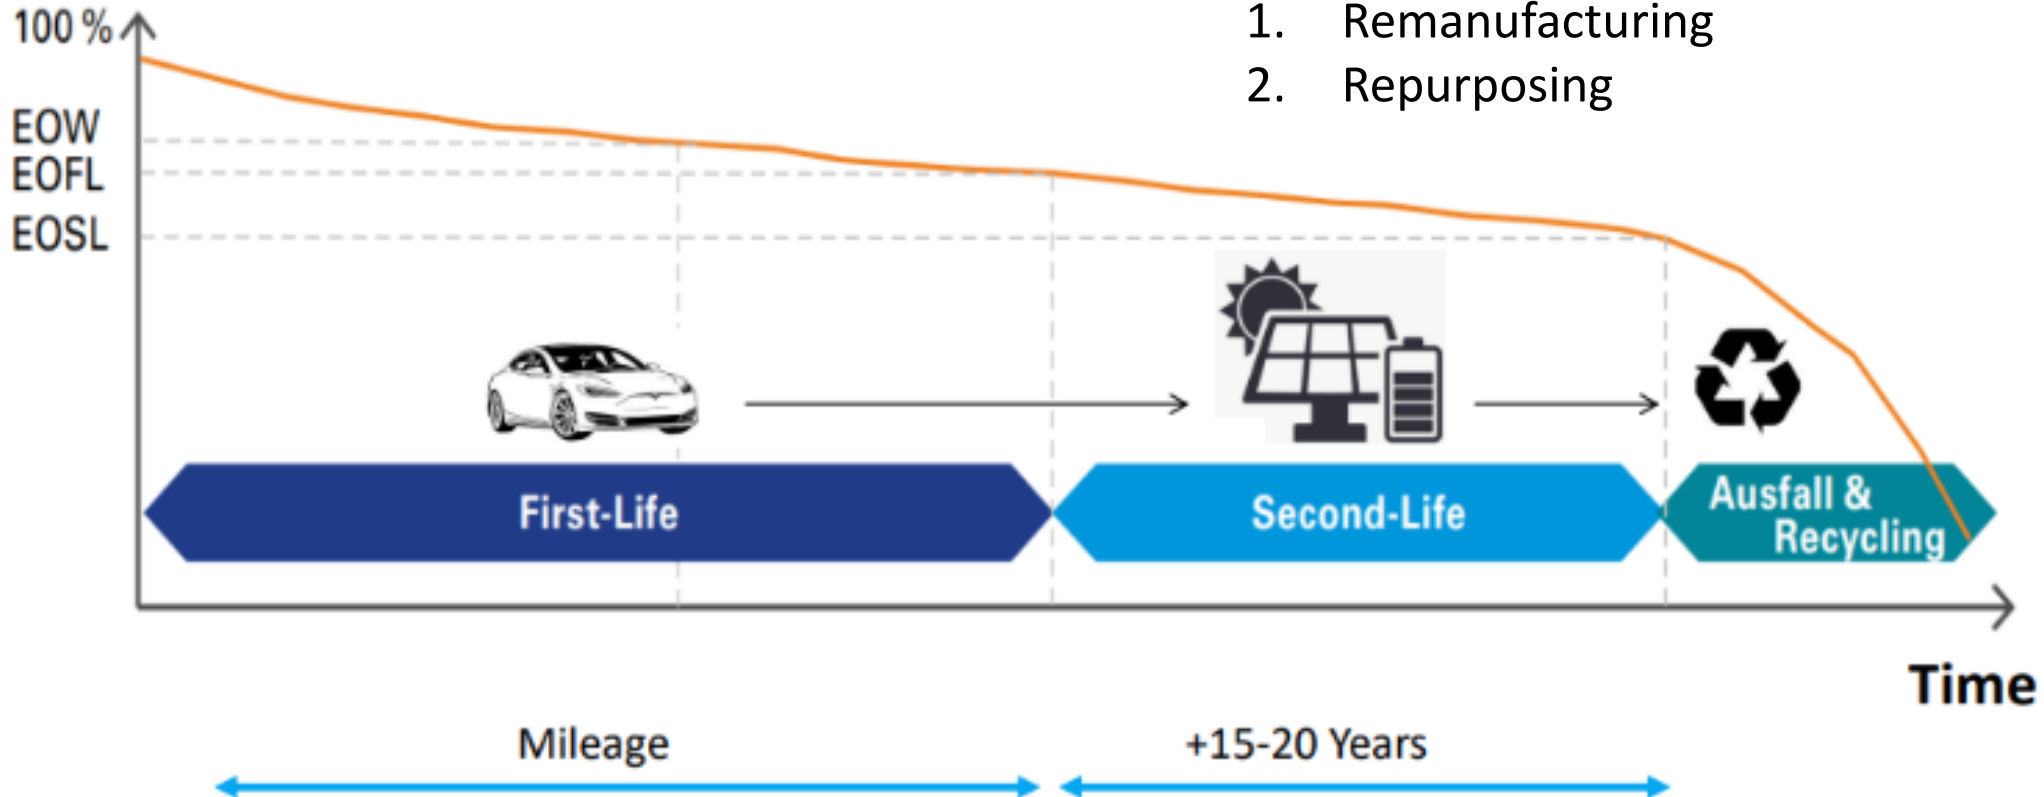 100 %
1. Remanufacturing
2. Repurposing
EOW
EOFL
EOSL
First-Life
Second-Life
Ausfall &
Recycling
Time
Mileage
+15-20 Years